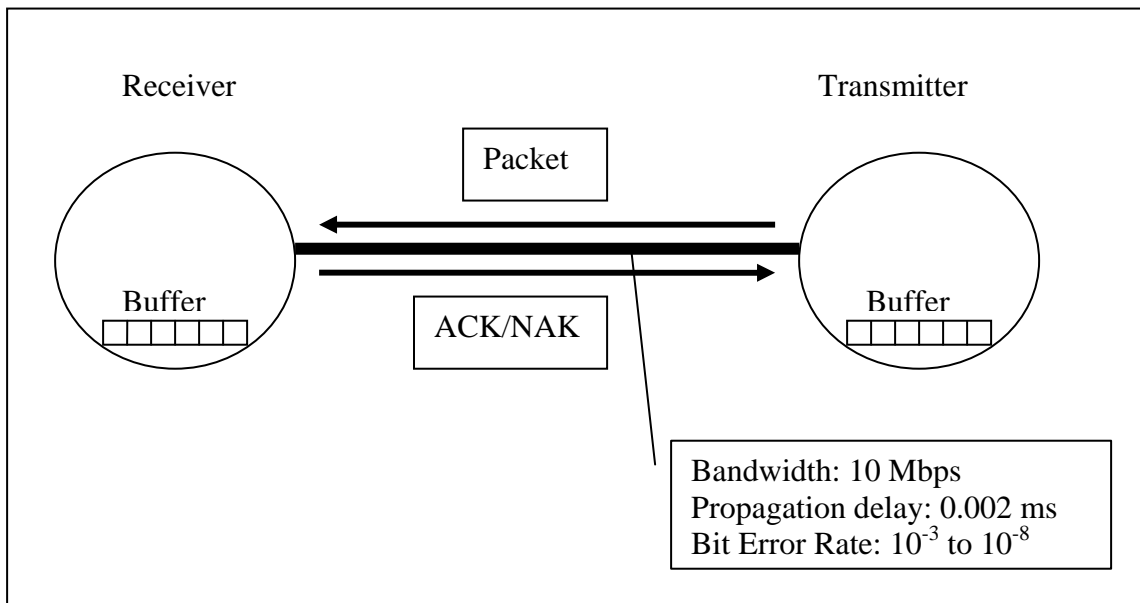 Receiver
Transmitter
Packet
Buffer
Buffer
ACK/NAK
Bandwidth: 10 Mbps
Propagation delay: 0.002 ms
Bit Error Rate: 10⁻³ to 10⁻⁸